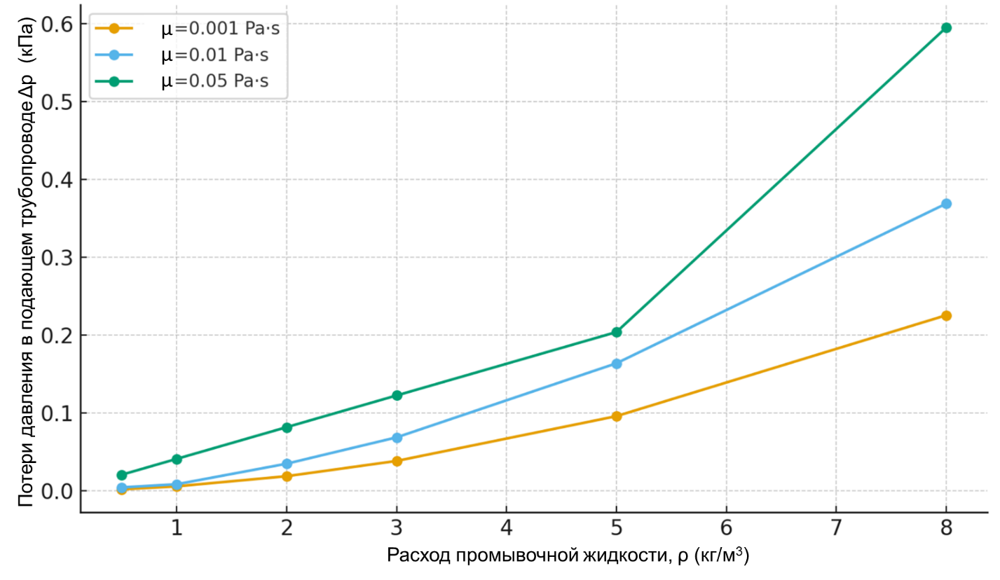 Потери давления в подающем трубопроводе Δp (кПа)
0.6
0.5
0.4
0.3
0.2
0.1
0.0
μ=0.001 Pa·s
μ=0.01 Pa·s
μ=0.05 Pa·s
1 2 3 4 5 6 7 8
Расход промывочной жидкости, ρ (кг/м³)